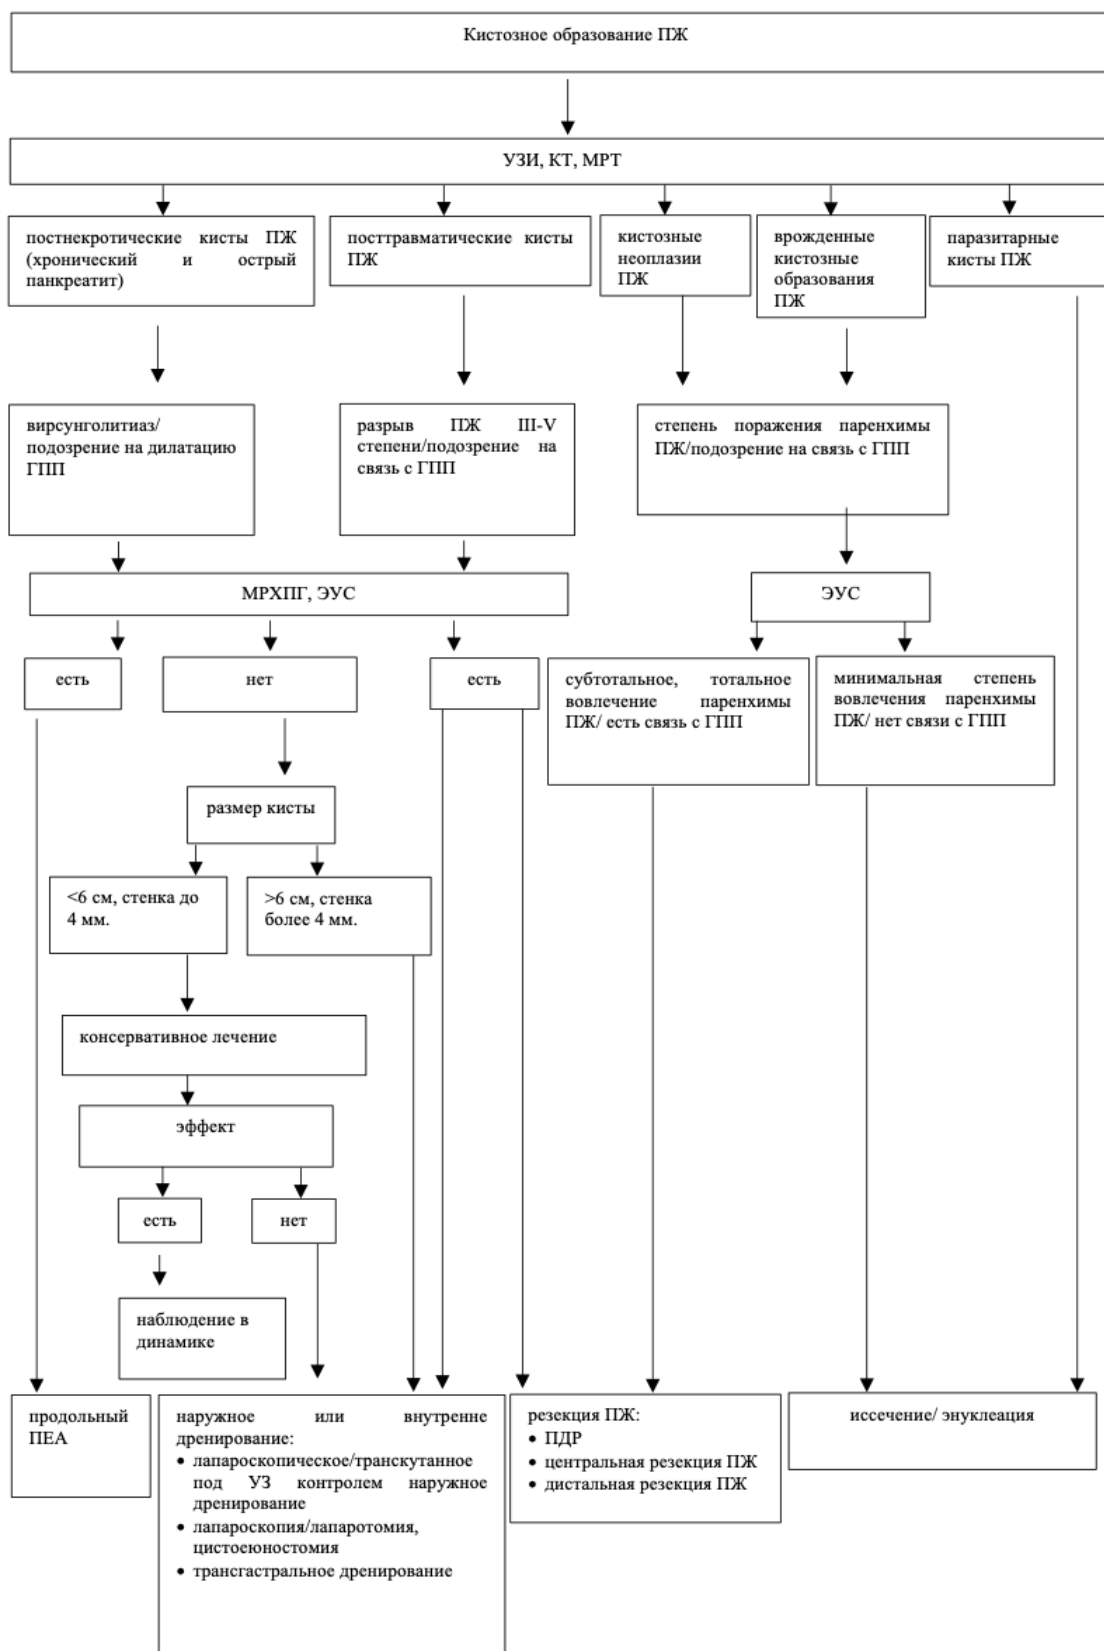 Кистозное образование ПЖ
УЗИ, КТ, МРТ
постнекротические кисты ПЖ
(хронический и острый
панкреатит)
посттравматические кисты
ПЖ
кистозные
неоплазии
ПЖ
врожденные
кистозные
образования
ПЖ
паразитарные
кисты ПЖ
вирсунголитиаз/
подозрение на дилатацию
ГПП
разрыв ПЖ III-V
степени/подозрение на
связь с ГПП
степень поражения паренхимы
ПЖ/подозрение на связь с ГПП
МРХПГ, ЭУС
ЭУС
есть
нет
есть
субтотальное, тотальное
вовлечение паренхимы
ПЖ/ есть связь с ГПП
минимальная степень
вовлечения паренхимы
ПЖ/ нет связи с ГПП
размер кисты
<6 см, стенка до
4 мм.
>6 см, стенка
более 4 мм.
консервативное лечение
эффект
есть
нет
наблюдение в
динамике
продольный
ПЕА
наружное или внутренне
дренирование:
• лапароскопическое/транскутанное
под УЗ контролем наружное
дренирование
• лапароскопия/лапаротомия,
цистоеюностомия
• трансгастральное дренирование
резекция ПЖ:
• ПДР
• центральная резекция ПЖ
• дистальная резекция ПЖ
иссечение/ энуклеация